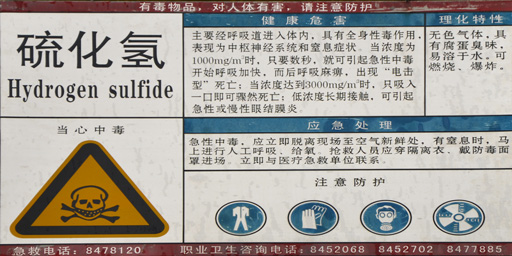 有毒物品，对人体有害，请注意防护
硫化氢
Hydrogen sulfide
健康危害
主要经呼吸道进入体内，具有全身性毒作用，
表现为中枢神经系统和窒息症状。当浓度为
1000mg/m³时，只要数秒，就可引起急性中毒
开始呼吸加快，而后呼吸麻痹，出现“电击
型”死亡；当浓度达到3000mg/m³时，只吸入
一口即可骤然死亡；低浓度长期接触，可引起
急性或慢性眼结膜炎。
理化特性
无色气体，具
有腐蛋臭味，
易溶于水。可
燃烧、爆炸。
当心中毒
应急处理
急性中毒，应立即脱离现场至空气新鲜处，有窒息时，马
上进行人工呼吸、给氧，抢救人员应穿隔离衣、戴防毒面
罩进场。立即与医疗急救单位联系。
注意防护
急救电话：8478120
职业卫生咨询电话：8452068 8452702 8477885